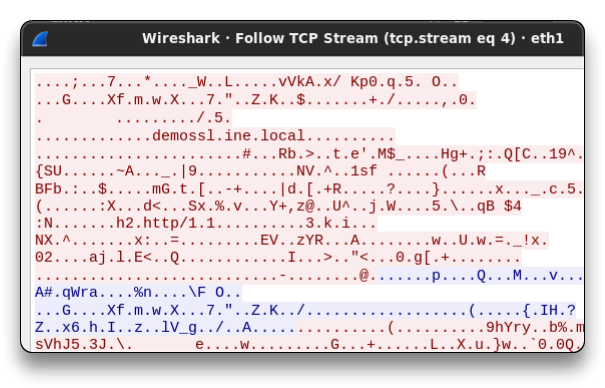 Wireshark · Follow TCP Stream (tcp.stream eq 4) · eth1
....;...7...*...._W..L.....vVkA.x/ Kp0.q.5. O..
...G....Xf.m.w.X...7."..Z.K..$.......+./....,.0.
. ........./.5.
.............demossl.ine.local..........
.......................#...Rb.>..t.e'.M$_....Hg+.;:.Q[C..19^.
{SU......~A..._.|9...........NV.^..1sf ......(...R
BFb.:..$.....mG.t.[..-+....|d.[.+R.....?....}......x..._.c.5.
(......:X...d<...Sx.%.v...Y+,z@..U^..j.W....5.\..qB $4
:N.......h2.http/1.1..........3.k.i...
NX.^.......x:..=.........EV..zYR...A........w..U.w.=._!x.
02....aj.l.E<..Q............I...>.."<...0.g[.+........
...........................-.......@.......p....Q...M...v...
A#.qWra....%n....\F O..
...G....Xf.m.w.X...7."..Z.K../..................(.....{.IH.?
Z..x6.h.I..z..lV_g../..A...............(..........9hYry..b%.m
sVhJ5.3J.\. e....w.........G...+......L..X.u.}w..`0.0Q